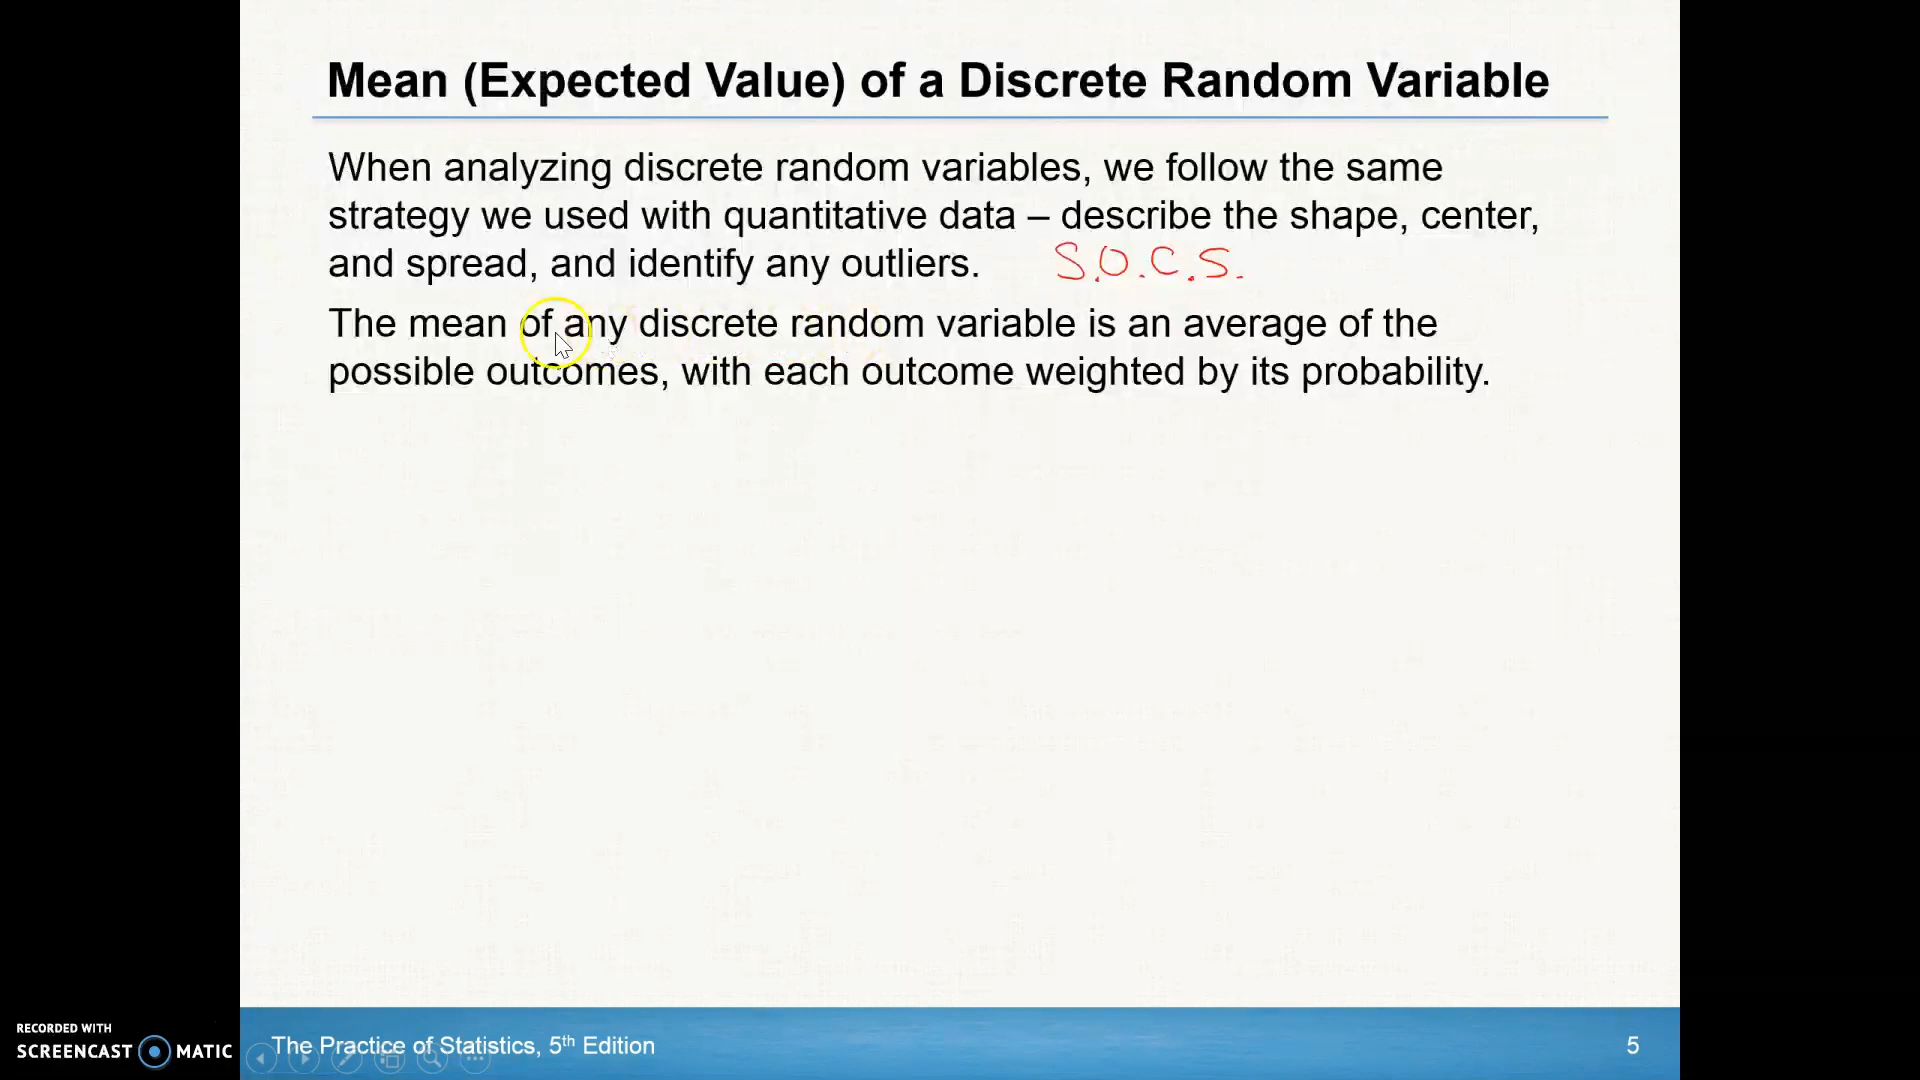 Mean (Expected Value) of a Discrete Random Variable
When analyzing discrete random variables, we follow the same
strategy we used with quantitative data – describe the shape, center,
and spread, and identify any outliers. S.O.C.S.
The mean of any discrete random variable is an average of the
possible outcomes, with each outcome weighted by its probability.
RECORDED WITH
SCREENCAST MATIC
The Practice of Statistics, 5th Edition
5